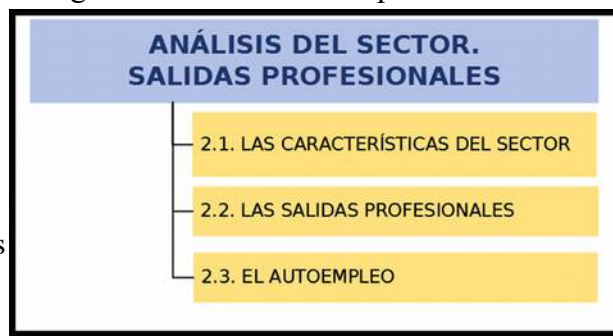 ANÁLISIS DEL SECTOR.
SALIDAS PROFESIONALES
2.1. LAS CARACTERÍSTICAS DEL SECTOR
2.2. LAS SALIDAS PROFESIONALES
s
2.3. EL AUTOEMPLEO